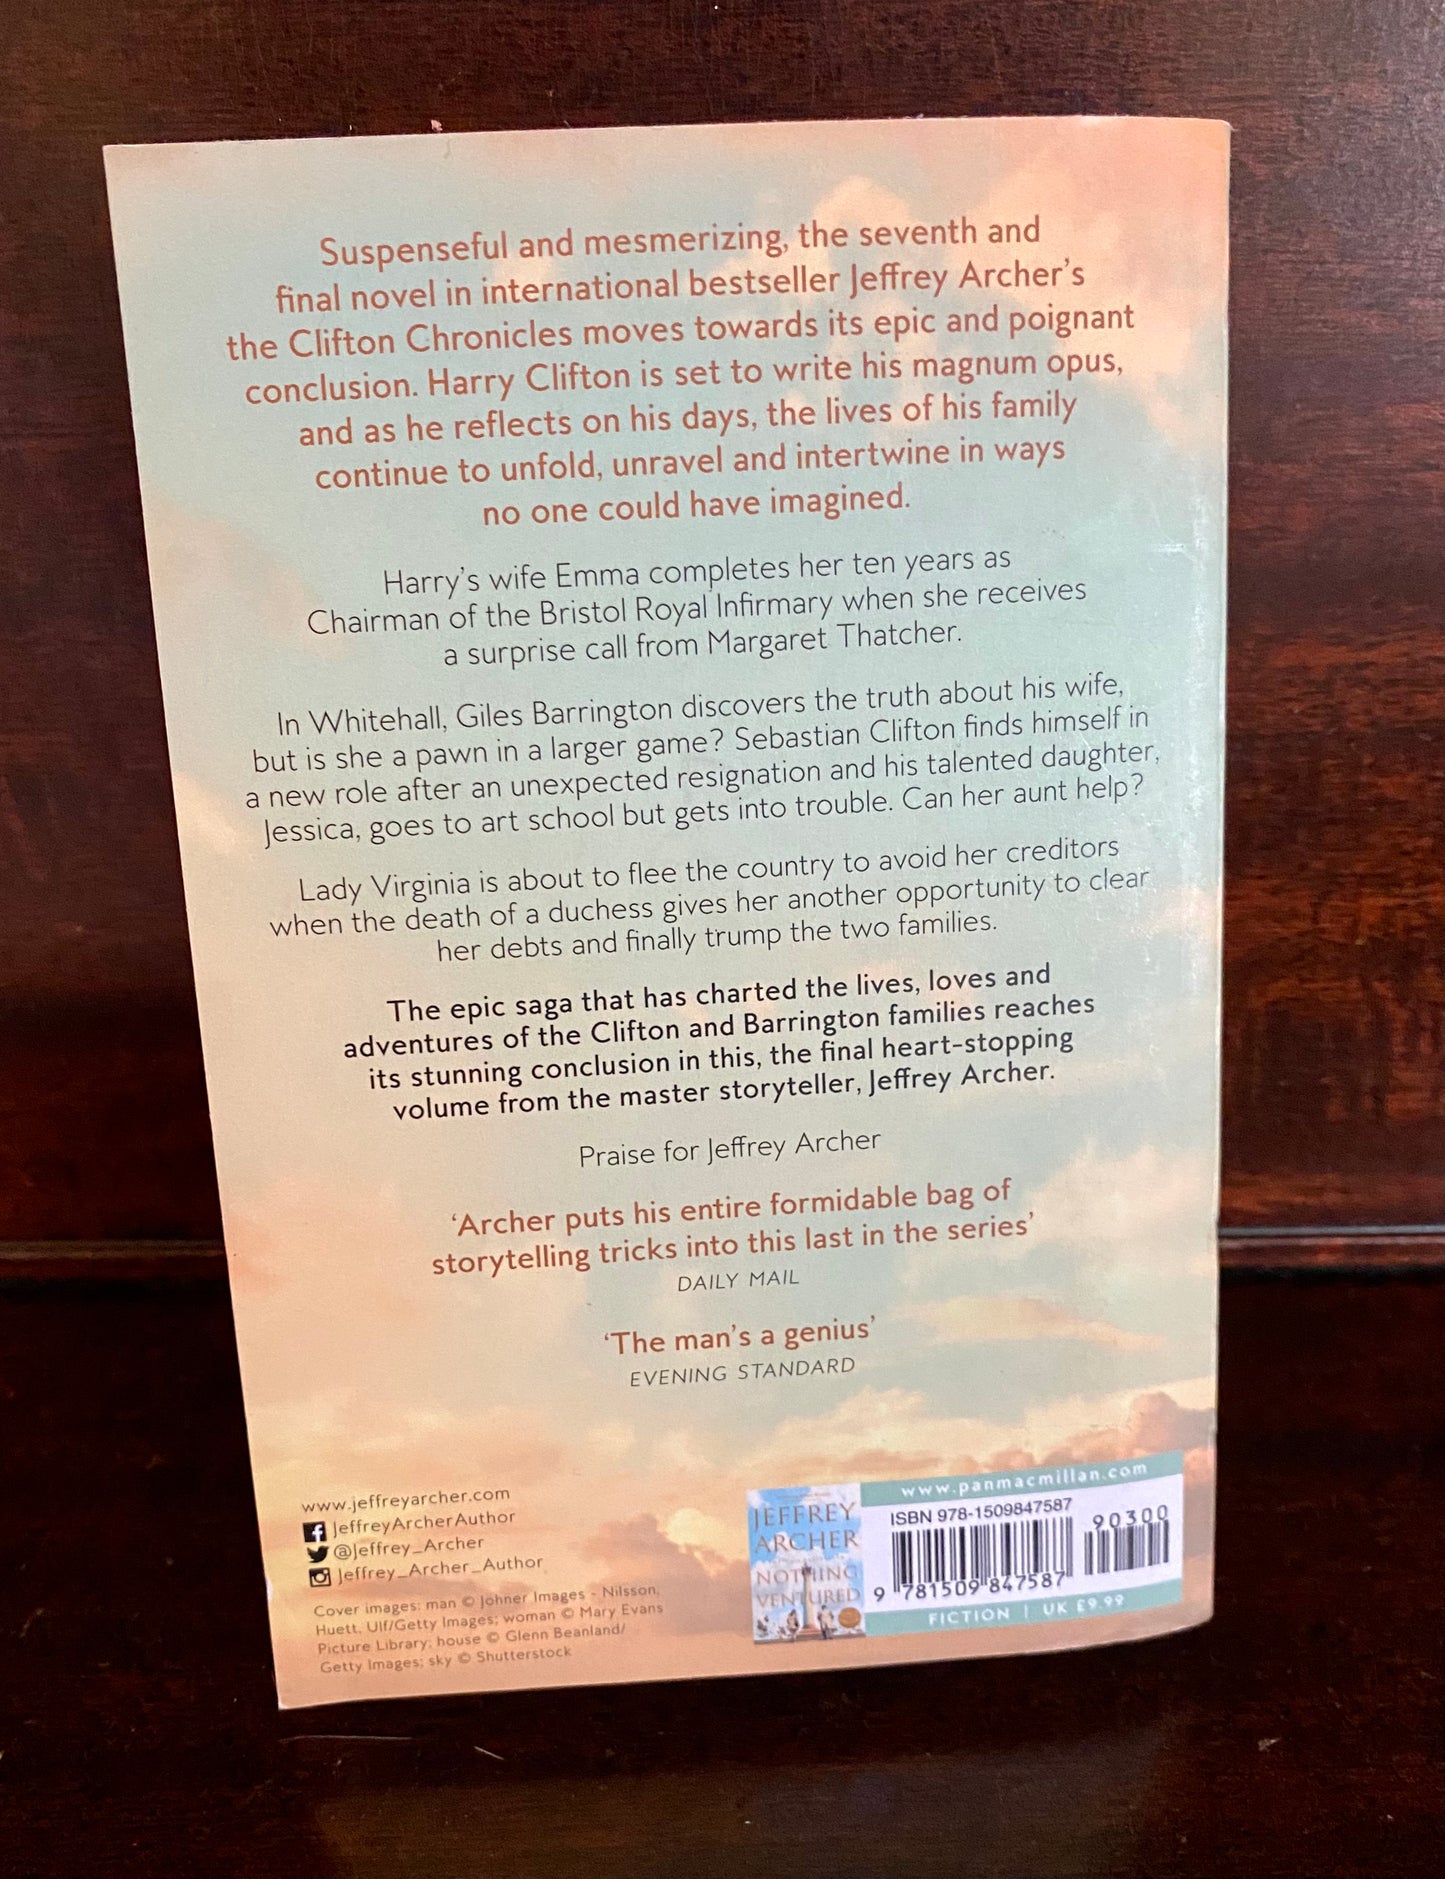 Suspenseful and mesmerizing, the seventh and
final novel in international bestseller Jeffrey Archer's
the Clifton Chronicles moves towards its epic and poignant
conclusion. Harry Clifton is set to write his magnum opus,
and as he reflects on his days, the lives of his family
continue to unfold, unravel and intertwine in ways
no one could have imagined.
Harry's wife Emma completes her ten years as
Chairman of the Bristol Royal Infirmary when she receives
a surprise call from Margaret Thatcher.
In Whitehall, Giles Barrington discovers the truth about his wife,
but is she a pawn in a larger game? Sebastian Clifton finds himself in
a new role after an unexpected resignation and his talented daughter,
Jessica, goes to art school but gets into trouble. Can her aunt help?
Lady Virginia is about to flee the country to avoid her creditors
when the death of a duchess gives her another opportunity to clear
her debts and finally trump the two families.
The epic saga that has charted the lives, loves and
adventures of the Clifton and Barrington families reaches
its stunning conclusion in this, the final heart-stopping
volume from the master storyteller, Jeffrey Archer.
Praise for Jeffrey Archer
'Archer puts his entire formidable bag of
storytelling tricks into this last in the series'
DAILY MAIL
'The man's a genius'
EVENING STANDARD
www.jeffreyarcher.com
JeffreyArcherAuthor
@Jeffrey_Archer
Jeffrey_Archer_Author
Cover images: man © Johner Images - Nilsson,
Huett, Ulf/Getty Images; woman © Mary Evans
Picture Library; house © Glenn Beanland/
Getty Images; sky © Shutterstock
JEFFREY
ARCHER
NOTHING
VENTURED
www.panmacmillan.com
ISBN 978-1509847587
90300
9 781509 847587
FICTION | UK £9.99